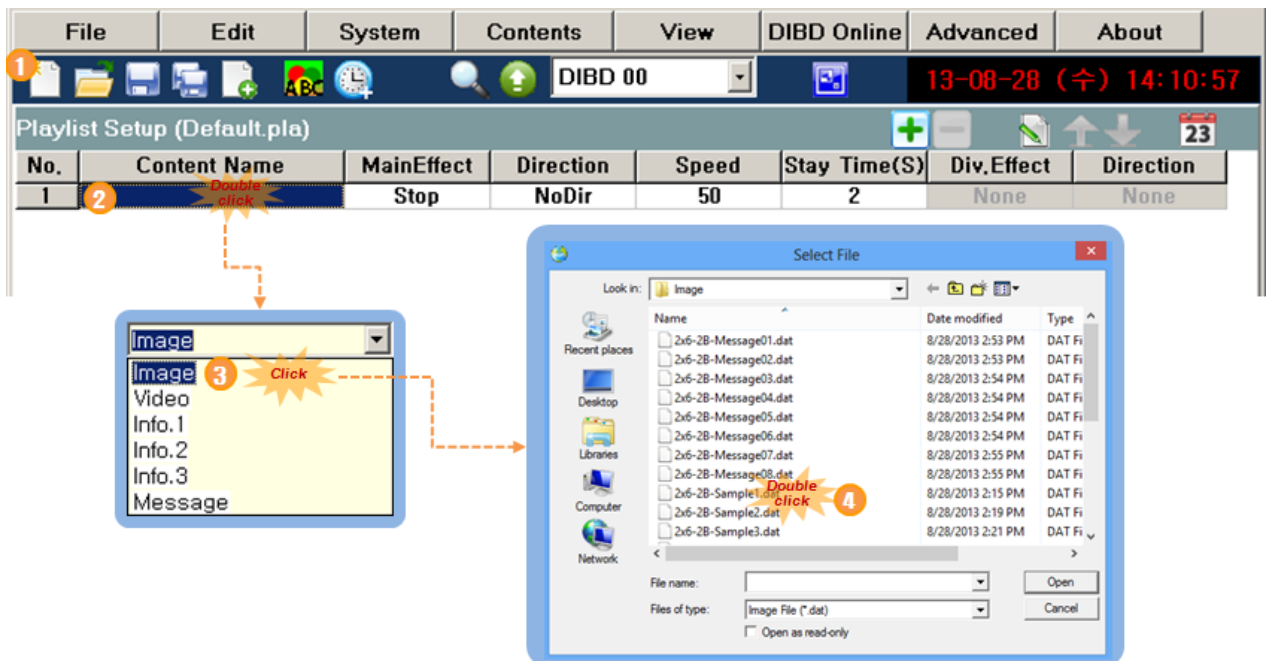 File Edit System Contents View DIBD Online Advanced About
1 ABC DIBD 00 13-08-28 (수) 14:10:57
Playlist Setup (Default.pla) 23
No. Content Name MainEffect Direction Speed Stay Time(S) Div.Effect Direction
1 2 Double click Stop NoDir 50 2 None None
Image
Image 3 Click
Video
Info.1
Info.2
Info.3
Message
Select File
Look in: Image
Name Date modified Type
2x6-2B-Message01.dat 8/28/2013 2:53 PM DAT Fi
2x6-2B-Message02.dat 8/28/2013 2:53 PM DAT Fi
2x6-2B-Message03.dat 8/28/2013 2:54 PM DAT Fi
2x6-2B-Message04.dat 8/28/2013 2:54 PM DAT Fi
2x6-2B-Message05.dat 8/28/2013 2:54 PM DAT Fi
2x6-2B-Message06.dat 8/28/2013 2:54 PM DAT Fi
2x6-2B-Message07.dat 8/28/2013 2:55 PM DAT Fi
2x6-2B-Message08.dat 8/28/2013 2:55 PM DAT Fi
2x6-2B-Sample1.dat 8/28/2013 2:15 PM DAT Fi
2x6-2B-Sample2.dat 8/28/2013 2:19 PM DAT Fi
2x6-2B-Sample3.dat 8/28/2013 2:21 PM DAT Fi
Double click 4
Recent places
Desktop
Libraries
Computer
Network
File name: Open
Files of type: Image File (*.dat) Cancel
Open as read-only